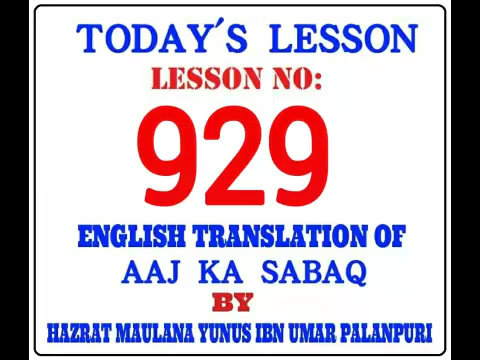 TODAY'S LESSON
LESSON NO:
929
ENGLISH TRANSLATION OF
AAJ KA SABAQ
BY
HAZRAT MAULANA YUNUS IBN UMAR PALANPURI